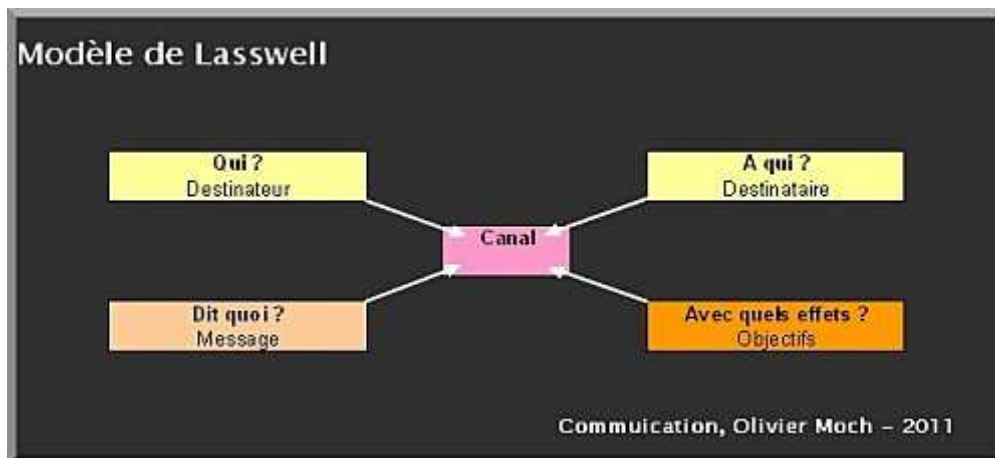 Modèle de Lasswell
Qui ?
Destinateur
A qui ?
Destinataire
Canal
Dit quoi ?
Message
Avec quels effets ?
Objectifs
Commuication, Olivier Moch – 2011